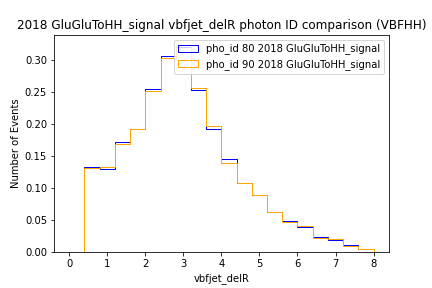 2018 GluGluToHH_signal vbfjet_delR photon ID comparison (VBFHH)
pho_id 80 2018 GluGluToHH_signal
pho_id 90 2018 GluGluToHH_signal
Number of Events
0.30
0.25
0.20
0.15
0.10
0.05
0.00
0 1 2 3 4 5 6 7 8
vbfjet_delR